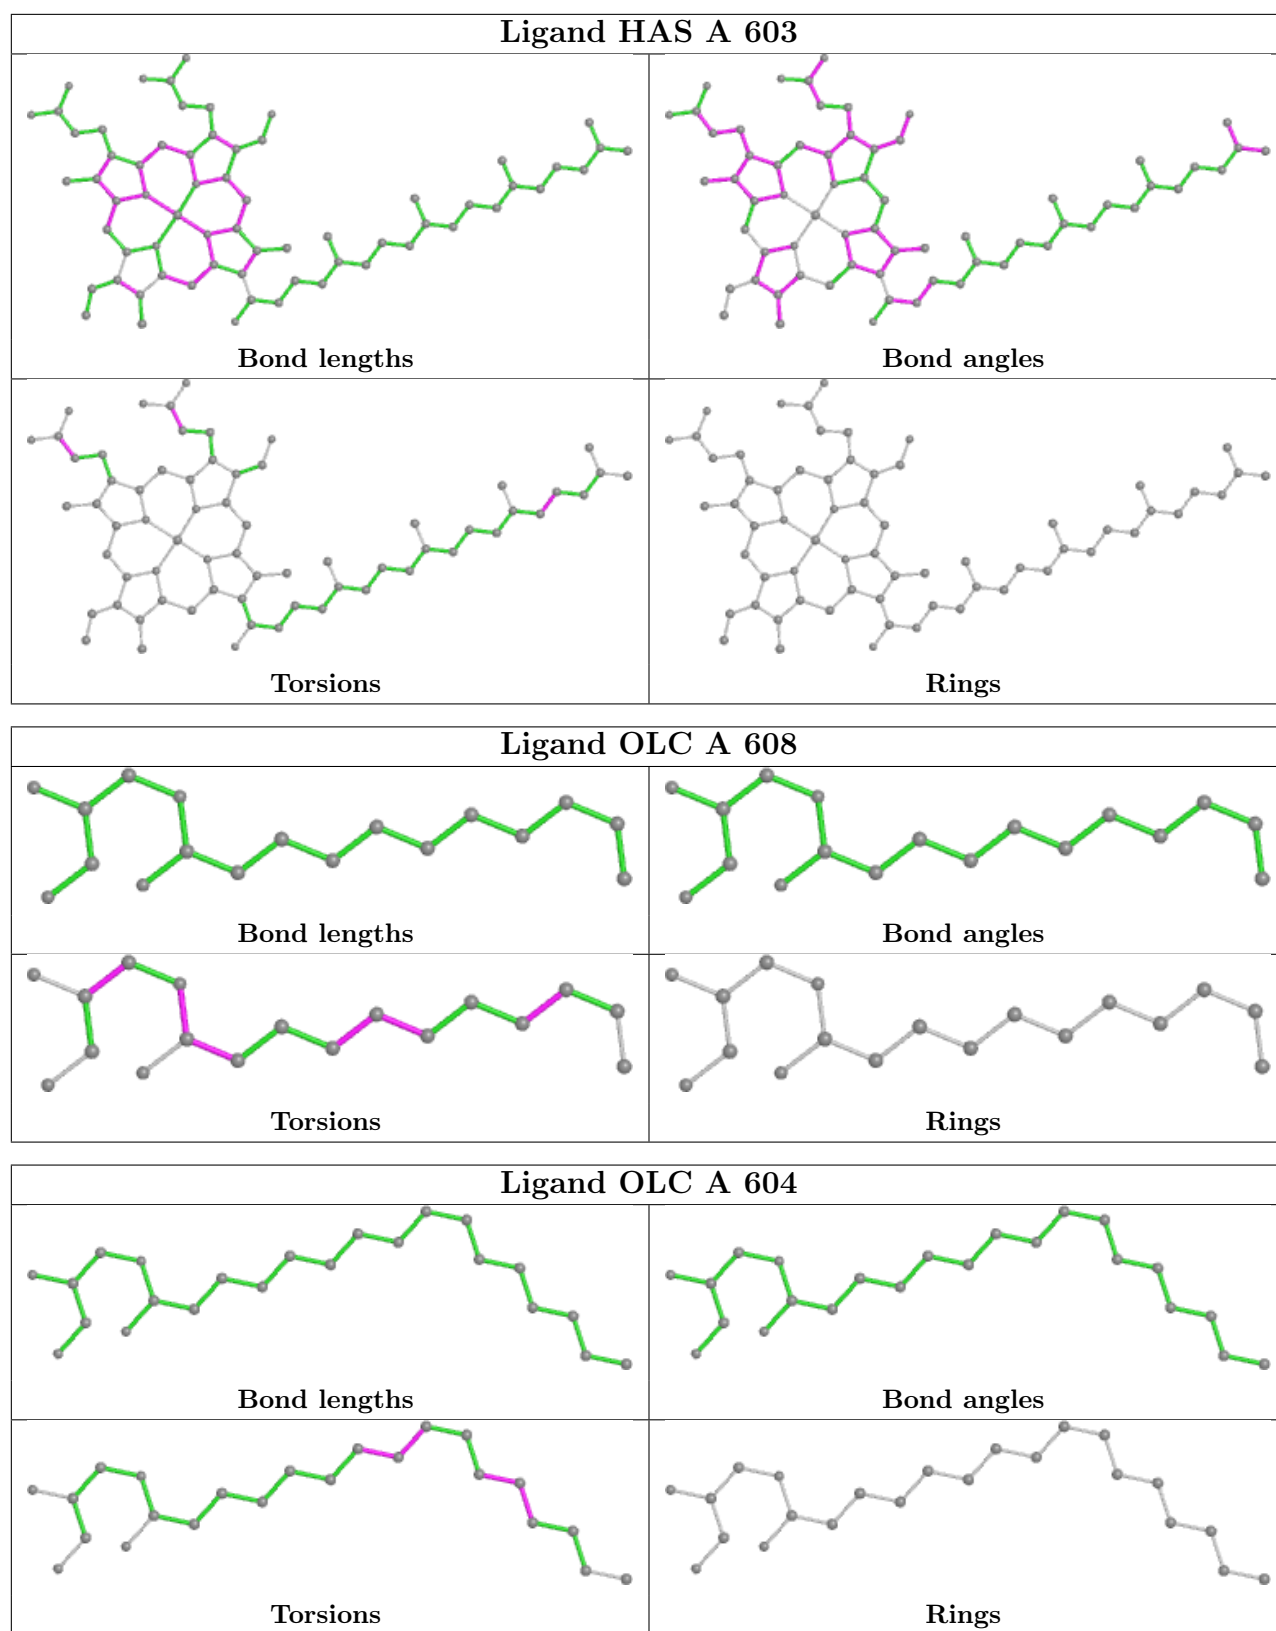 Ligand HAS A 603
Bond lengths
Bond angles
Torsions
Rings
Ligand OLC A 608
Bond lengths
Bond angles
Torsions
Rings
Ligand OLC A 604
Bond lengths
Bond angles
Torsions
Rings